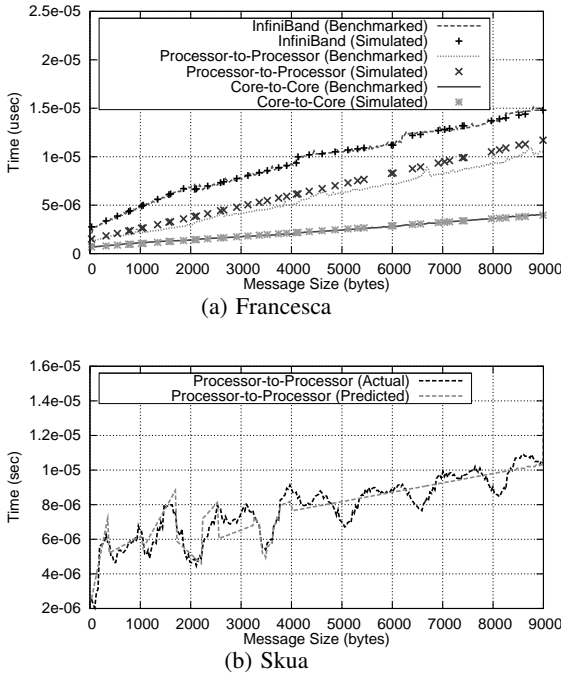 2.5e-05
2e-05
1.5e-05
1e-05
5e-06
0
Time (usec)
InfiniBand (Benchmarked)
InfiniBand (Simulated)
Processor-to-Processor (Benchmarked)
Processor-to-Processor (Simulated)
Core-to-Core (Benchmarked)
Core-to-Core (Simulated)
0 1000 2000 3000 4000 5000 6000 7000 8000 9000
Message Size (bytes)
(a) Francesca
1.6e-05
1.4e-05
1.2e-05
1e-05
8e-06
6e-06
4e-06
2e-06
Time (sec)
Processor-to-Processor (Actual)
Processor-to-Processor (Predicted)
0 1000 2000 3000 4000 5000 6000 7000 8000 9000
Message Size (bytes)
(b) Skua